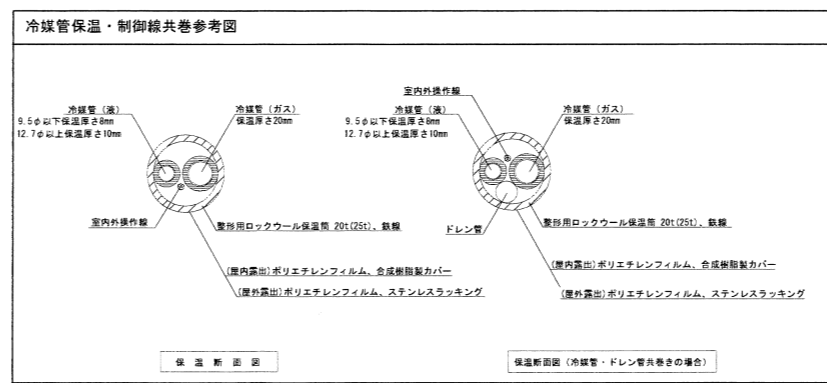 冷媒管保温・制御線共巻参考図
冷媒管（液）
9.5φ以下保温厚さ8mm
12.7φ以上保温厚さ10mm
冷媒管（ガス）
保温厚さ20mm
室内外操作線
整形用ロックウール保温筒 20t(25t)、鉄線
(屋内露出)ポリエチレンフィルム、合成樹脂製カバー
(屋外露出)ポリエチレンフィルム、ステンレスラッキング
保温断面図
室内外操作線
冷媒管（液）
9.5φ以下保温厚さ8mm
12.7φ以上保温厚さ10mm
冷媒管（ガス）
保温厚さ20mm
ドレン管
整形用ロックウール保温筒 20t(25t)、鉄線
(屋内露出)ポリエチレンフィルム、合成樹脂製カバー
(屋外露出)ポリエチレンフィルム、ステンレスラッキング
保温断面図（冷媒管・ドレン管共巻きの場合）